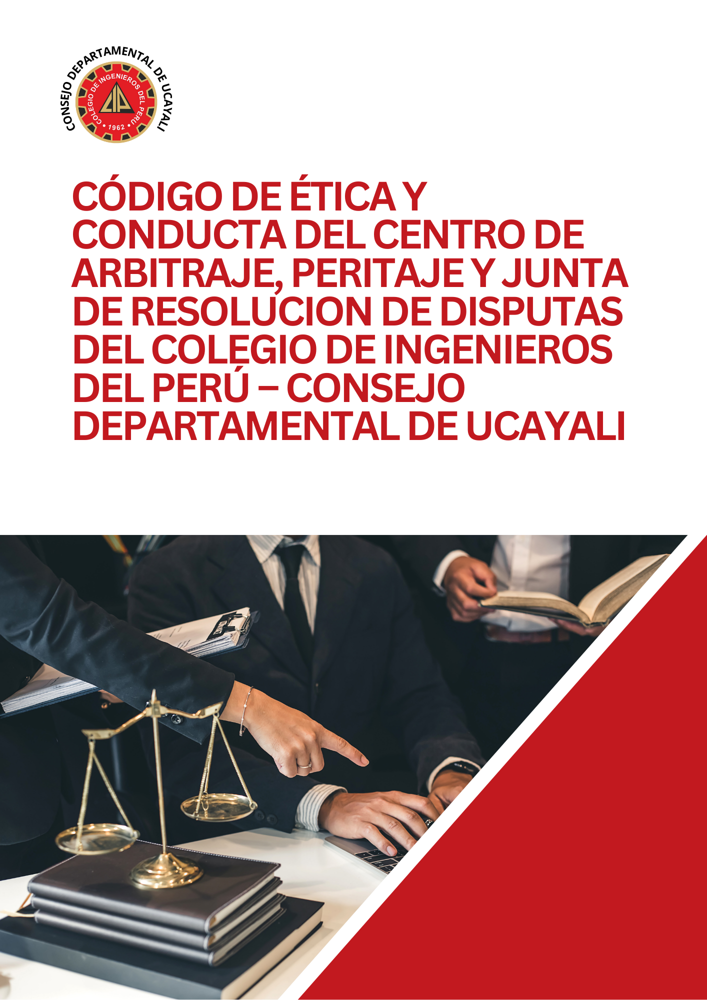 CONSEJO DEPARTAMENTAL DE UCAYALI
COLEGIO DE INGENIEROS DEL PERU
CIP
• 1962 •
CÓDIGO DE ÉTICA Y
CONDUCTA DEL CENTRO DE
ARBITRAJE, PERITAJE Y JUNTA
DE RESOLUCION DE DISPUTAS
DEL COLEGIO DE INGENIEROS
DEL PERÚ – CONSEJO
DEPARTAMENTAL DE UCAYALI